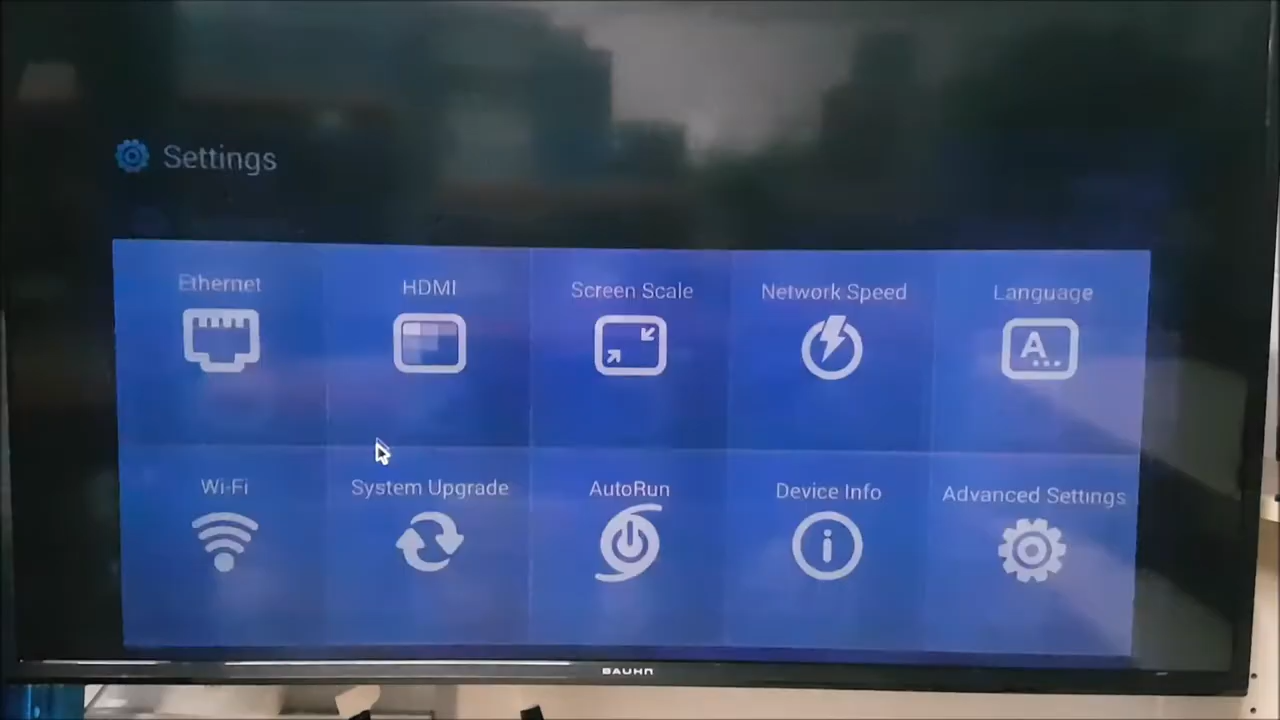 Settings
Ethernet
HDMI
Screen Scale
Network Speed
Language
A...
Wi-Fi
System Upgrade
AutoRun
Device Info
Advanced Settings
BAUHN